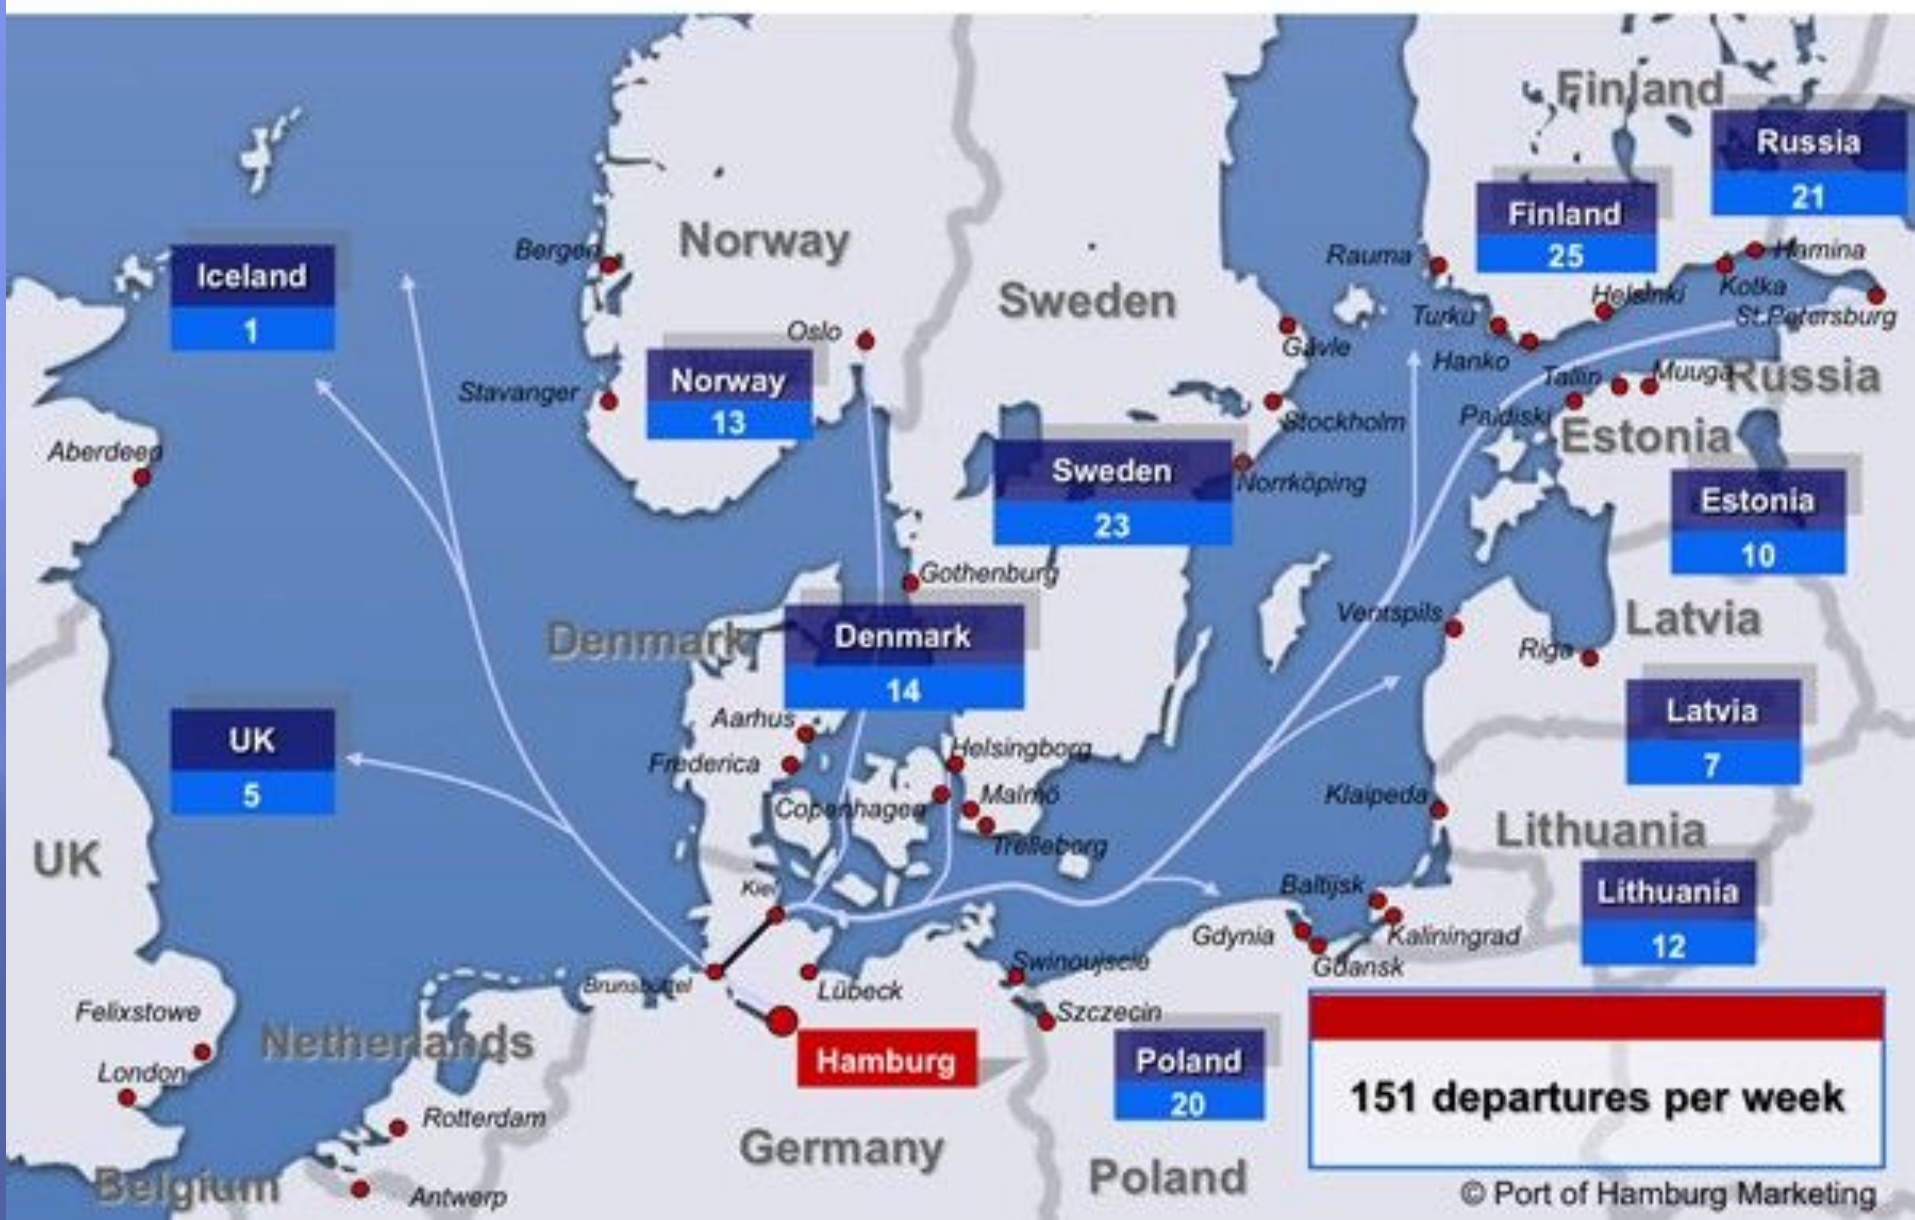 Finland
Russia
21
Finland
25
Norway
Bergen
Iceland
1
Rauma
Hamina
Kotka
Helsinki
Sweden
Oslo
Turku
St.Petersburg
Gävle
Hanko
Norway
13
Stavanger
Tallin
Muuga
Russia
Paldiski
Stockholm
Estonia
Aberdeen
Sweden
23
Norrköping
Estonia
10
Gothenburg
Denmark
Denmark
14
Ventspils
Latvia
Riga
Aarhus
Latvia
7
UK
5
Frederica
Helsingborg
Copenhagen
Malmö
Klaipeda
Trelleborg
Lithuania
UK
Kiel
Baltijsk
Lithuania
12
Gdynia
Kaliningrad
Gdansk
Swinoujscie
Brunsbüttel
Lübeck
Felixstowe
Szczecin
Netherlands
Hamburg
Poland
20
London
151 departures per week
Rotterdam
Germany
Poland
Belgium
Antwerp
© Port of Hamburg Marketing